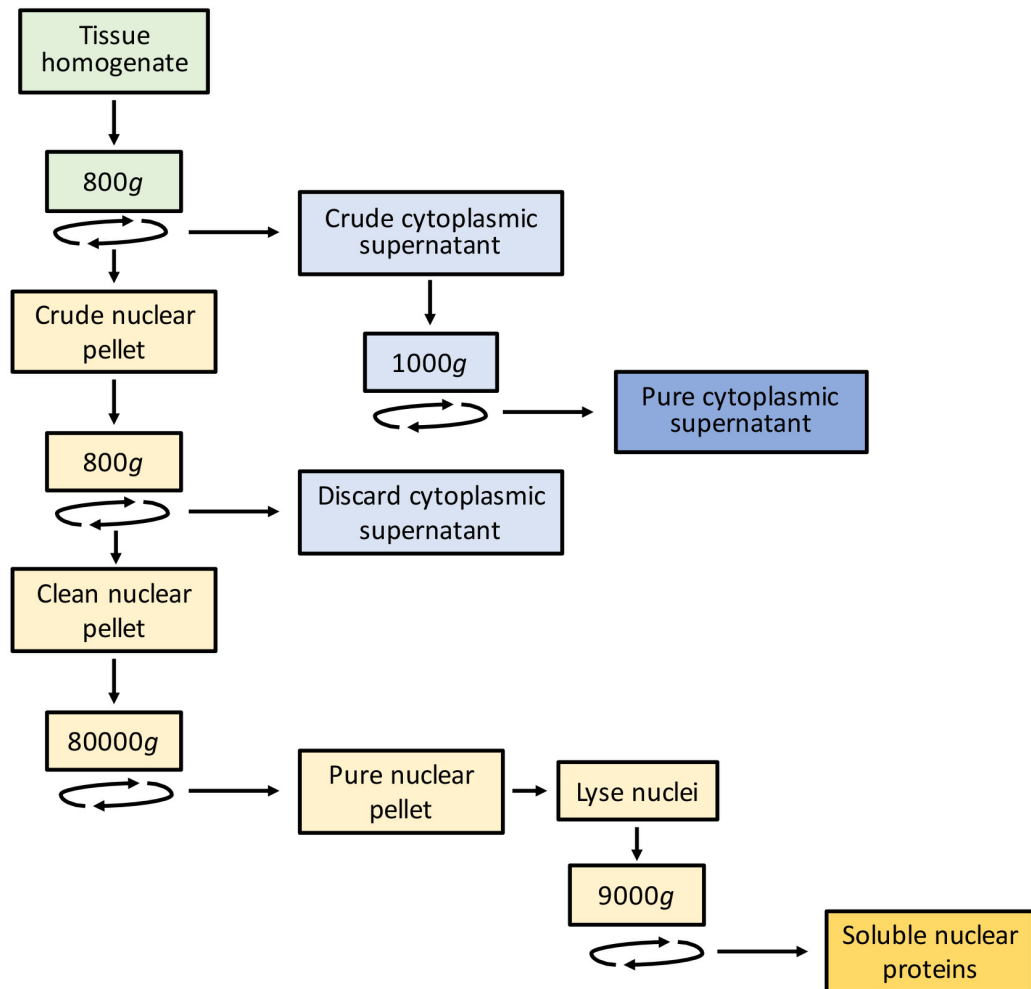 Tissue
homogenate
800g
Crude cytoplasmic
supernatant
Crude nuclear
pellet
1000g
Pure cytoplasmic
supernatant
800g
Discard cytoplasmic
supernatant
Clean nuclear
pellet
80000g
Pure nuclear
pellet
Lyse nuclei
9000g
Soluble nuclear
proteins